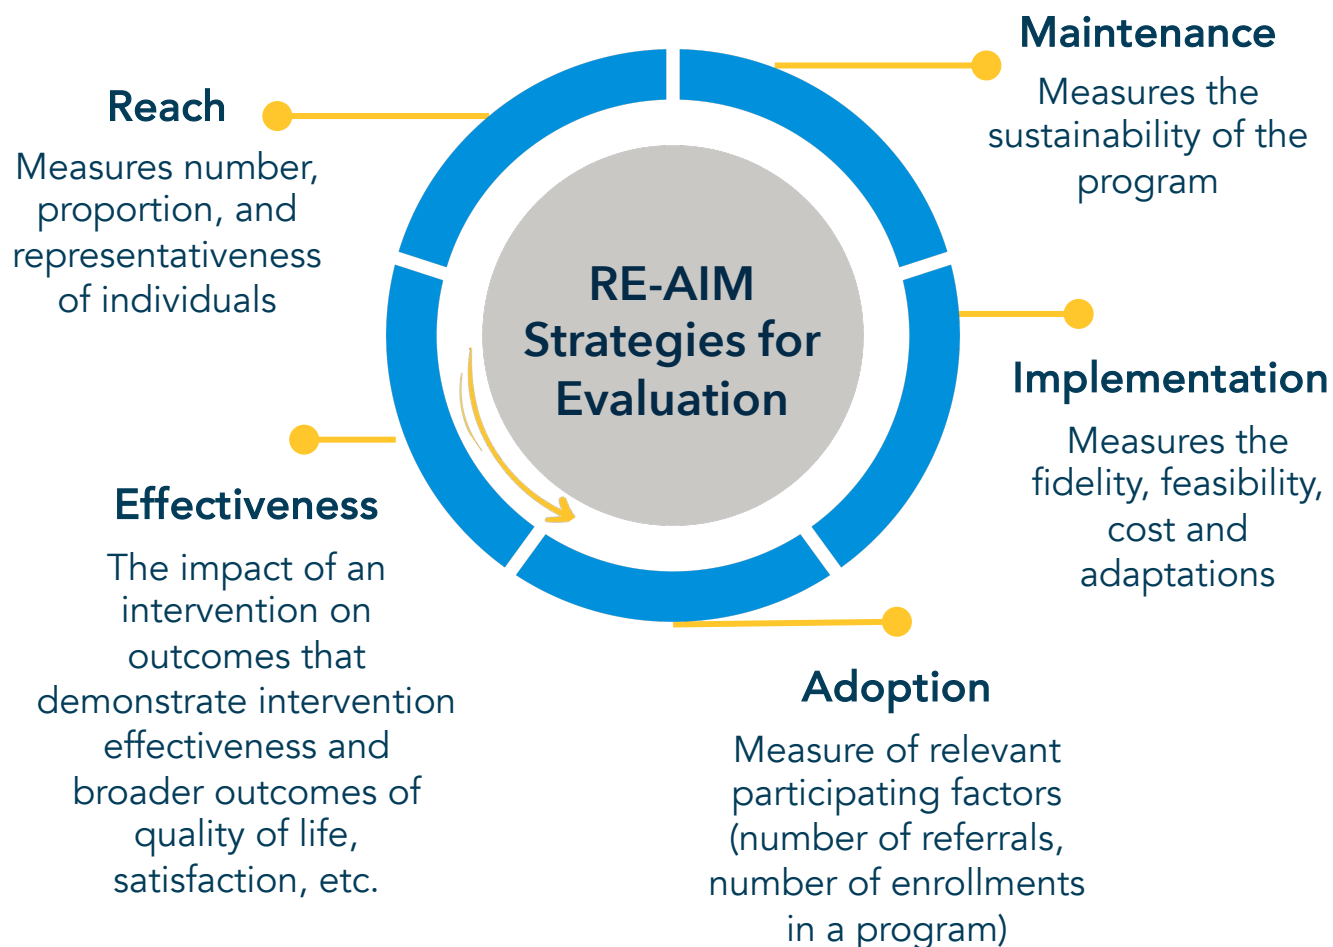 RE-AIM
Strategies for
Evaluation
Reach
Measures number,
proportion, and
representativeness
of individuals
Effectiveness
The impact of an
intervention on
outcomes that
demonstrate intervention
effectiveness and
broader outcomes of
quality of life,
satisfaction, etc.
Adoption
Measure of relevant
participating factors
(number of referrals,
number of enrollments
in a program)
Implementation
Measures the
fidelity, feasibility,
cost and
adaptations
Maintenance
Measures the
sustainability of the
program